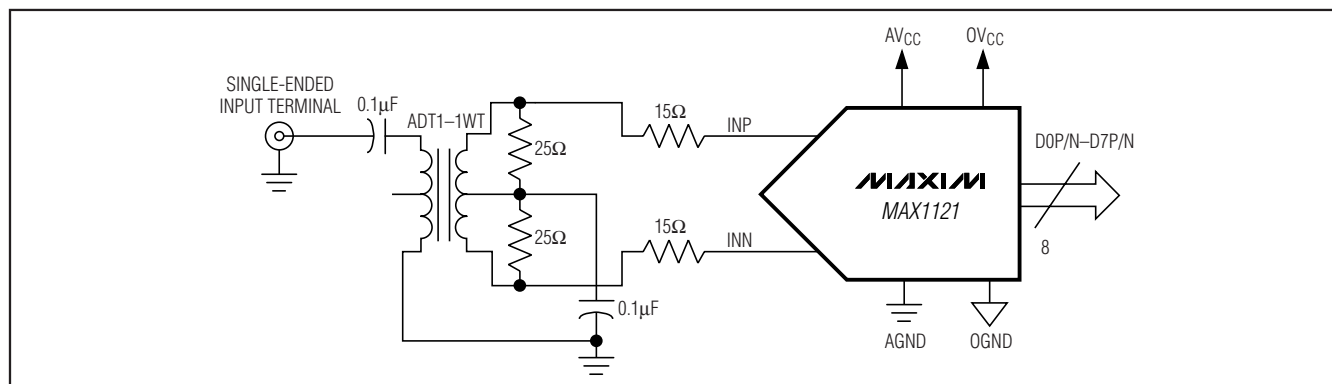 SINGLE-ENDED
INPUT TERMINAL
0.1µF
ADT1–1WT
25Ω
25Ω
0.1µF
15Ω
15Ω
INP
INN
AVCC
OVCC
MAXIM
MAX1121
D0P/N–D7P/N
8
AGND
OGND